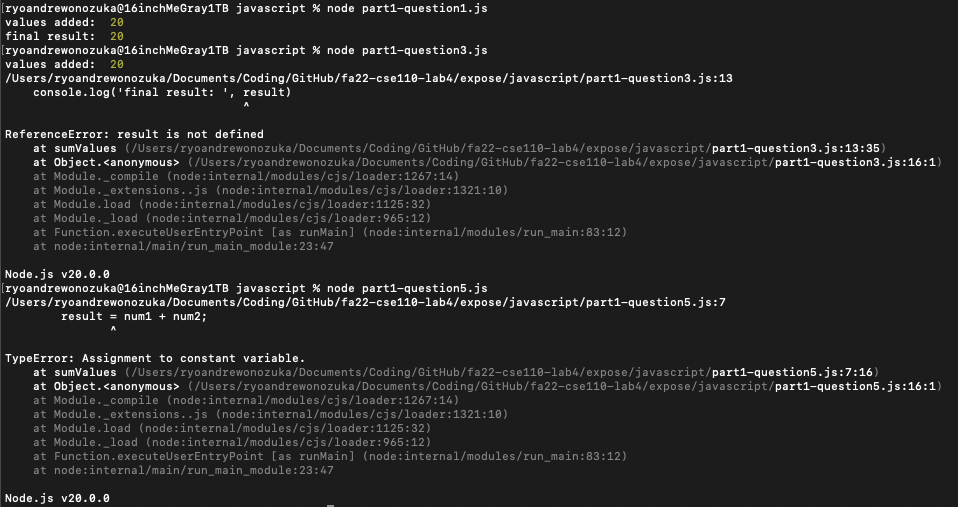 [ryoandrewonozuka@16inchMeGray1TB javascript % node part1-question1.js
values added:  20
final result:  20
[ryoandrewonozuka@16inchMeGray1TB javascript % node part1-question3.js
values added:  20
/Users/ryoandrewonozuka/Documents/Coding/GitHub/fa22-cse110-lab4/expose/javascript/part1-question3.js:13
    console.log('final result: ', result)
                                  ^
ReferenceError: result is not defined
    at sumValues (/Users/ryoandrewonozuka/Documents/Coding/GitHub/fa22-cse110-lab4/expose/javascript/part1-question3.js:13:35)
    at Object.<anonymous> (/Users/ryoandrewonozuka/Documents/Coding/GitHub/fa22-cse110-lab4/expose/javascript/part1-question3.js:16:1)
    at Module._compile (node:internal/modules/cjs/loader:1267:14)
    at Module._extensions..js (node:internal/modules/cjs/loader:1321:10)
    at Module.load (node:internal/modules/cjs/loader:1125:32)
    at Module._load (node:internal/modules/cjs/loader:965:12)
    at Function.executeUserEntryPoint [as runMain] (node:internal/modules/run_main:83:12)
    at node:internal/main/run_main_module:23:47
Node.js v20.0.0
[ryoandrewonozuka@16inchMeGray1TB javascript % node part1-question5.js
/Users/ryoandrewonozuka/Documents/Coding/GitHub/fa22-cse110-lab4/expose/javascript/part1-question5.js:7
        result = num1 + num2;
               ^
TypeError: Assignment to constant variable.
    at sumValues (/Users/ryoandrewonozuka/Documents/Coding/GitHub/fa22-cse110-lab4/expose/javascript/part1-question5.js:7:16)
    at Object.<anonymous> (/Users/ryoandrewonozuka/Documents/Coding/GitHub/fa22-cse110-lab4/expose/javascript/part1-question5.js:16:1)
    at Module._compile (node:internal/modules/cjs/loader:1267:14)
    at Module._extensions..js (node:internal/modules/cjs/loader:1321:10)
    at Module.load (node:internal/modules/cjs/loader:1125:32)
    at Module._load (node:internal/modules/cjs/loader:965:12)
    at Function.executeUserEntryPoint [as runMain] (node:internal/modules/run_main:83:12)
    at node:internal/main/run_main_module:23:47
Node.js v20.0.0